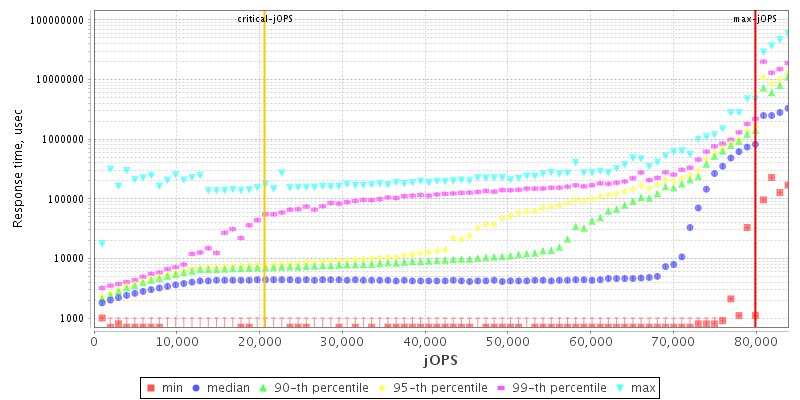 critical-jOPS max-jOPS
100000000
10000000
1000000
100000
10000
1000
Response time, usec
0 10,000 20,000 30,000 40,000 50,000 60,000 70,000 80,000
jOPS
min median 90-th percentile 95-th percentile 99-th percentile max